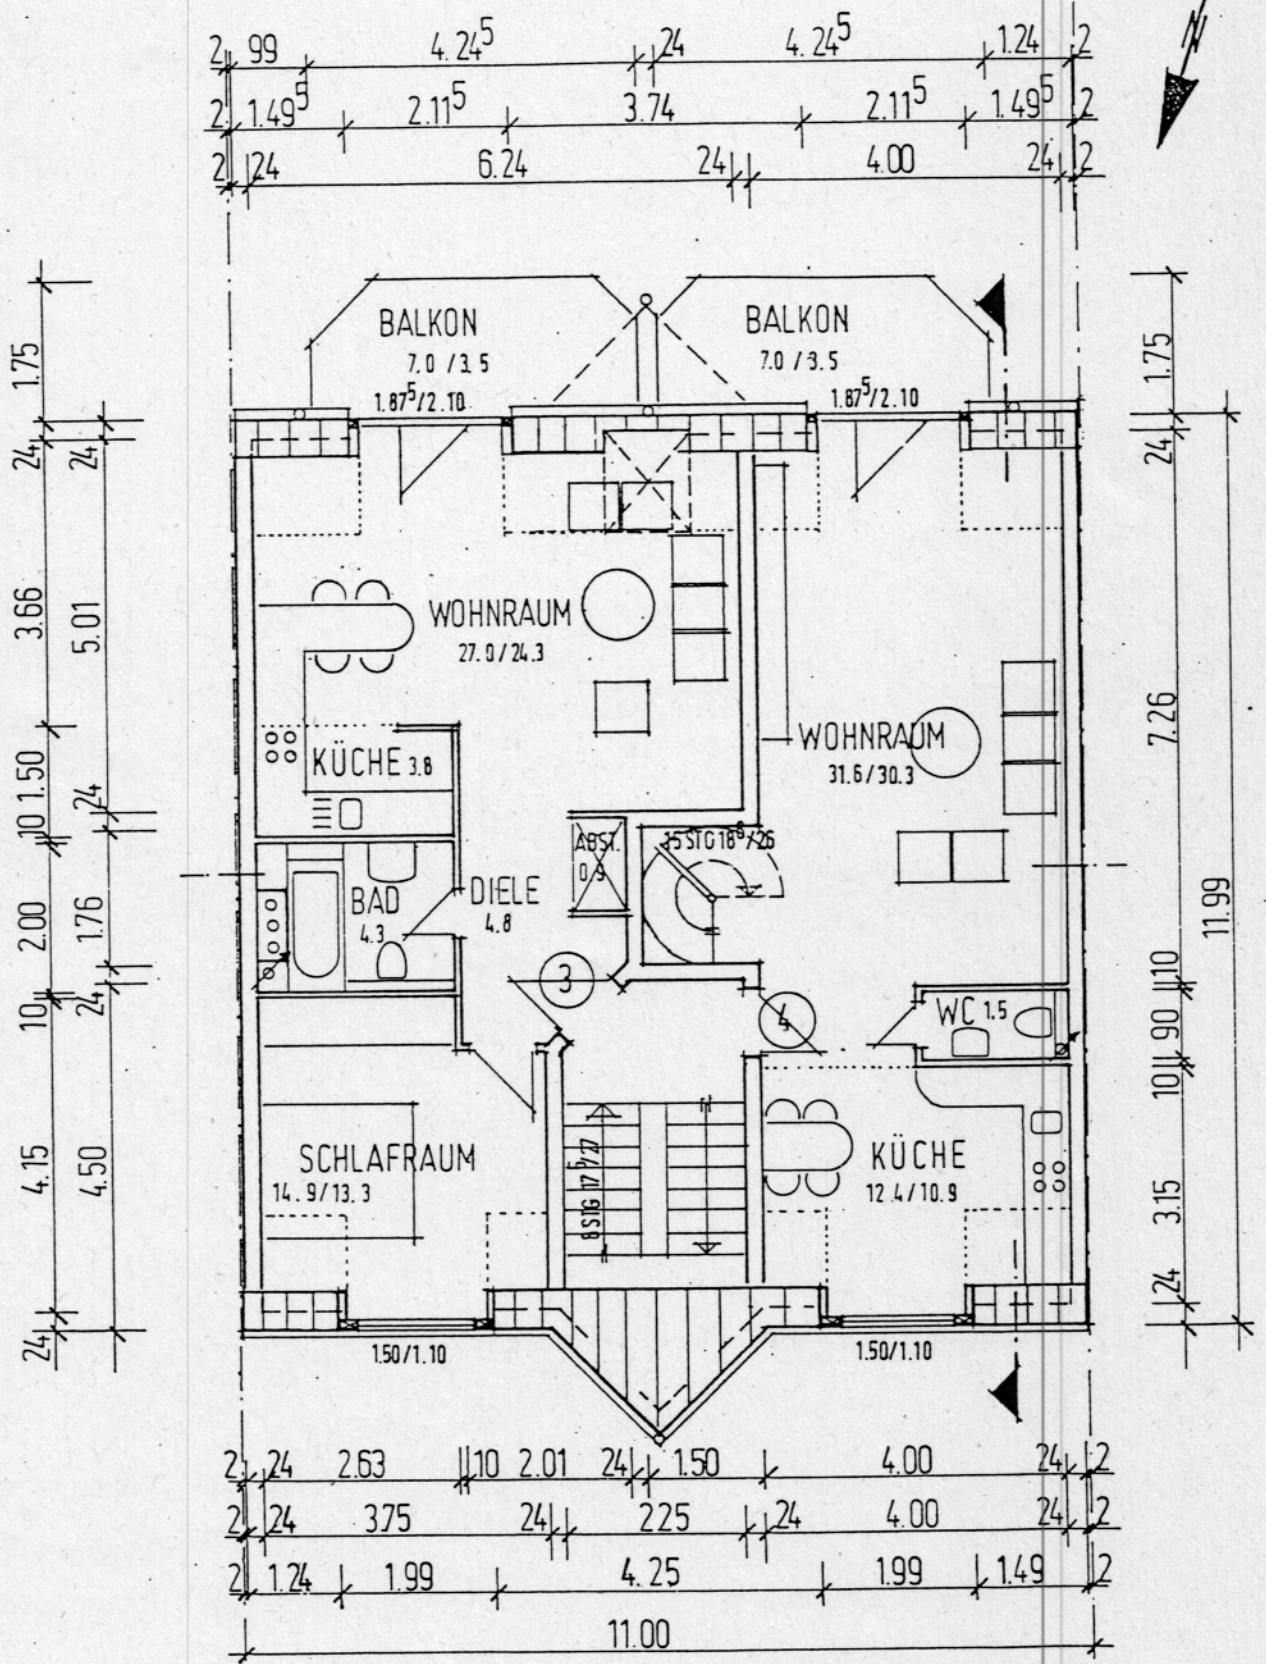 N
2 99 4.24⁵ 24 4.24⁵ 1.24 2
2 1.49⁵ 2.11⁵ 3.74 2.11⁵ 1.49⁵ 2
2 24 6.24 24 4.00 24 2
BALKON
7.0 / 3.5
1.87⁵/2.10
BALKON
7.0 / 3.5
1.87⁵/2.10
1.75
24
3.66
1.50
10
2.00
10
4.15
24
24
5.01
24
1.76
24
4.50
1.75
24
7.26
10
90
10
3.15
24
11.99
WOHNRAUM
27.0/24.3
KÜCHE 3.8
WOHNRAUM
31.6/30.3
ABST.
0.9
15 STG 18⁶/26
BAD
4.3
DIELE
4.8
3
4
WC 1.5
SCHLAFRAUM
14.9/13.3
8 STG 17⁵/27
KÜCHE
12.4/10.9
1.50/1.10
1.50/1.10
2 24 2.63 10 2.01 24 1.50 4.00 24 2
2 24 3.75 24 2.25 24 4.00 24 2
2 1.24 1.99 4.25 1.99 1.49 2
11.00